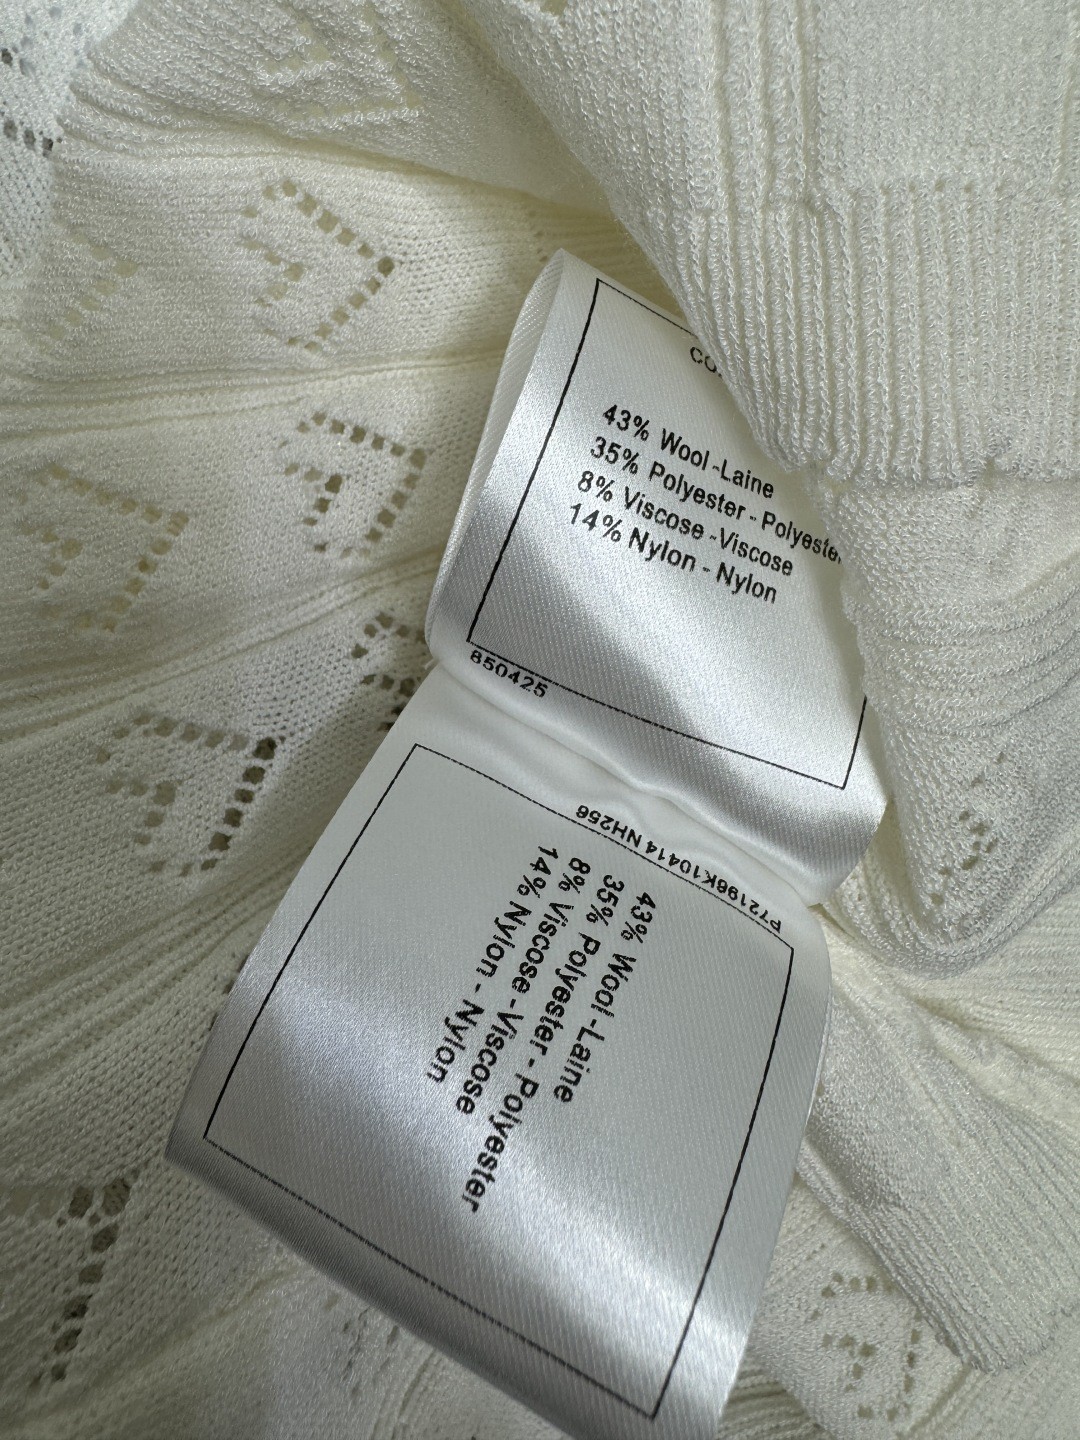 43% Wool -Laine
35% Polyester - Polyester
8% Viscose -Viscose
14% Nylon - Nylon
850425
P72196K10414 NH256
43% Wool -Laine
35% Polyester - Polyester
8% Viscose -Viscose
14% Nylon - Nylon